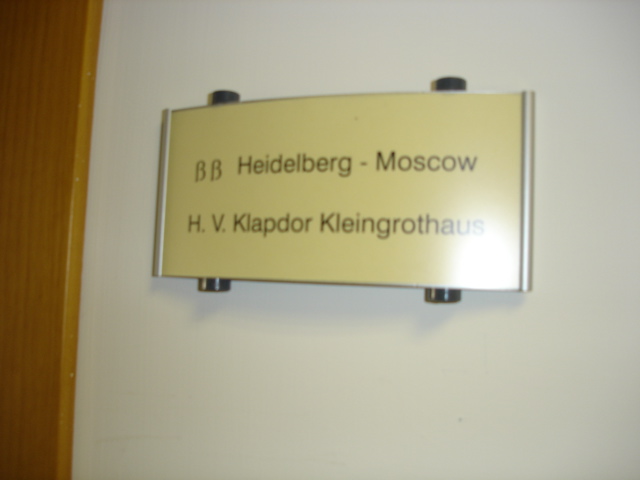 ββ Heidelberg - Moscow
H. V. Klapdor Kleingrothaus